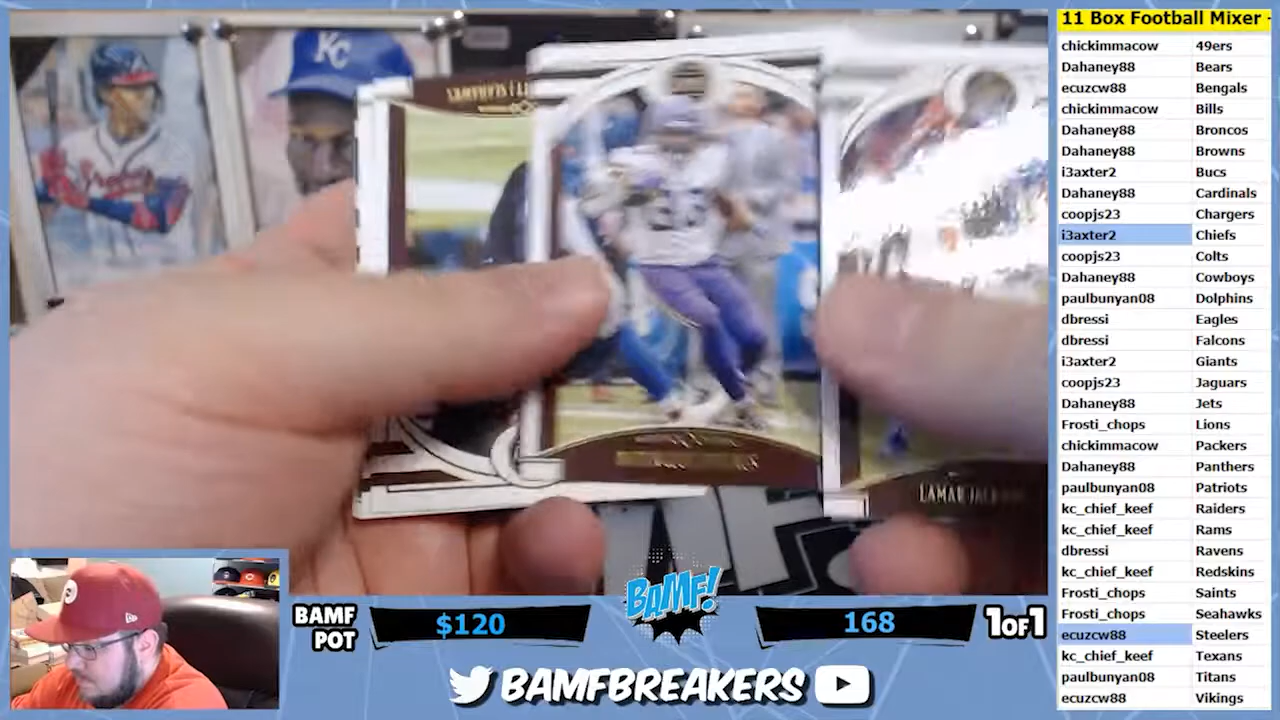 11 Box Football Mixer -
chickimmacow 49ers
Dahaney88 Bears
ecuzcw88 Bengals
chickimmacow Bills
Dahaney88 Broncos
Dahaney88 Browns
i3axter2 Bucs
Dahaney88 Cardinals
coopjs23 Chargers
i3axter2 Chiefs
coopjs23 Colts
Dahaney88 Cowboys
paulbunyan08 Dolphins
dbressi Eagles
dbressi Falcons
i3axter2 Giants
coopjs23 Jaguars
Dahaney88 Jets
Frosti_chops Lions
chickimmacow Packers
Dahaney88 Panthers
paulbunyan08 Patriots
kc_chief_keef Raiders
kc_chief_keef Rams
dbressi Ravens
kc_chief_keef Redskins
Frosti_chops Saints
Frosti_chops Seahawks
ecuzcw88 Steelers
kc_chief_keef Texans
paulbunyan08 Titans
ecuzcw88 Vikings
KC
LAMAR
BAMF POT
$120
BAMF!
168
1OF1
BAMFBREAKERS